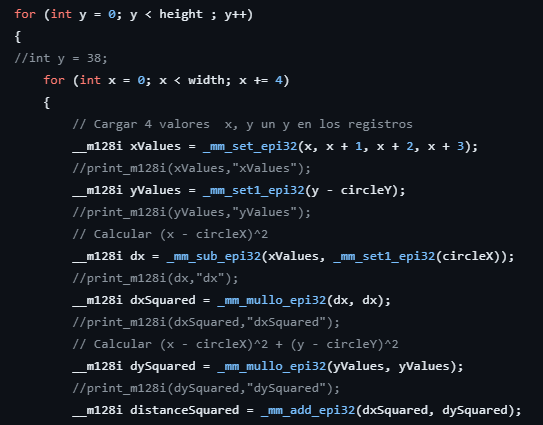 for (int y = 0; y < height ; y++)
{
//int y = 38;
for (int x = 0; x < width; x += 4)
{
// Cargar 4 valores  x, y un y en los registros
__m128i xValues = _mm_set_epi32(x, x + 1, x + 2, x + 3);
//print_m128i(xValues,"xValues");
__m128i yValues = _mm_set1_epi32(y - circleY);
//print_m128i(yValues,"yValues");
// Calcular (x - circleX)^2
__m128i dx = _mm_sub_epi32(xValues, _mm_set1_epi32(circleX));
//print_m128i(dx,"dx");
__m128i dxSquared = _mm_mullo_epi32(dx, dx);
//print_m128i(dxSquared,"dxSquared");
// Calcular (x - circleX)^2 + (y - circleY)^2
__m128i dySquared = _mm_mullo_epi32(yValues, yValues);
//print_m128i(dySquared,"dySquared");
__m128i distanceSquared = _mm_add_epi32(dxSquared, dySquared);